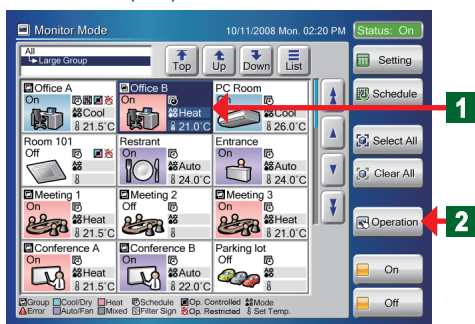 Monitor Mode 10/11/2008 Mon. 02:20 PM Status: On
All
Large Group
Top Up Down List
Setting
Schedule
Select All
Clear All
Operation
On
Off
Office A
On
Cool
21.5°C
Office B
On
Heat
21.0°C
PC Room
On
Cool
26.0°C
Room 101
Off
Restrant
On
Auto
24.0°C
Entrance
On
Auto
24.0°C
Meeting 1
On
Heat
21.5°C
Meeting 2
Off
Meeting 3
On
Heat
21.0°C
Conference A
On
Heat
21.5°C
Conference B
On
Auto
22.0°C
Parking lot
Off
Group Cool/Dry Heat Schedule Op. Controlled Mode
Error Auto/Fan Mixed Filter Sign Op. Restricted Set Temp.
1
2